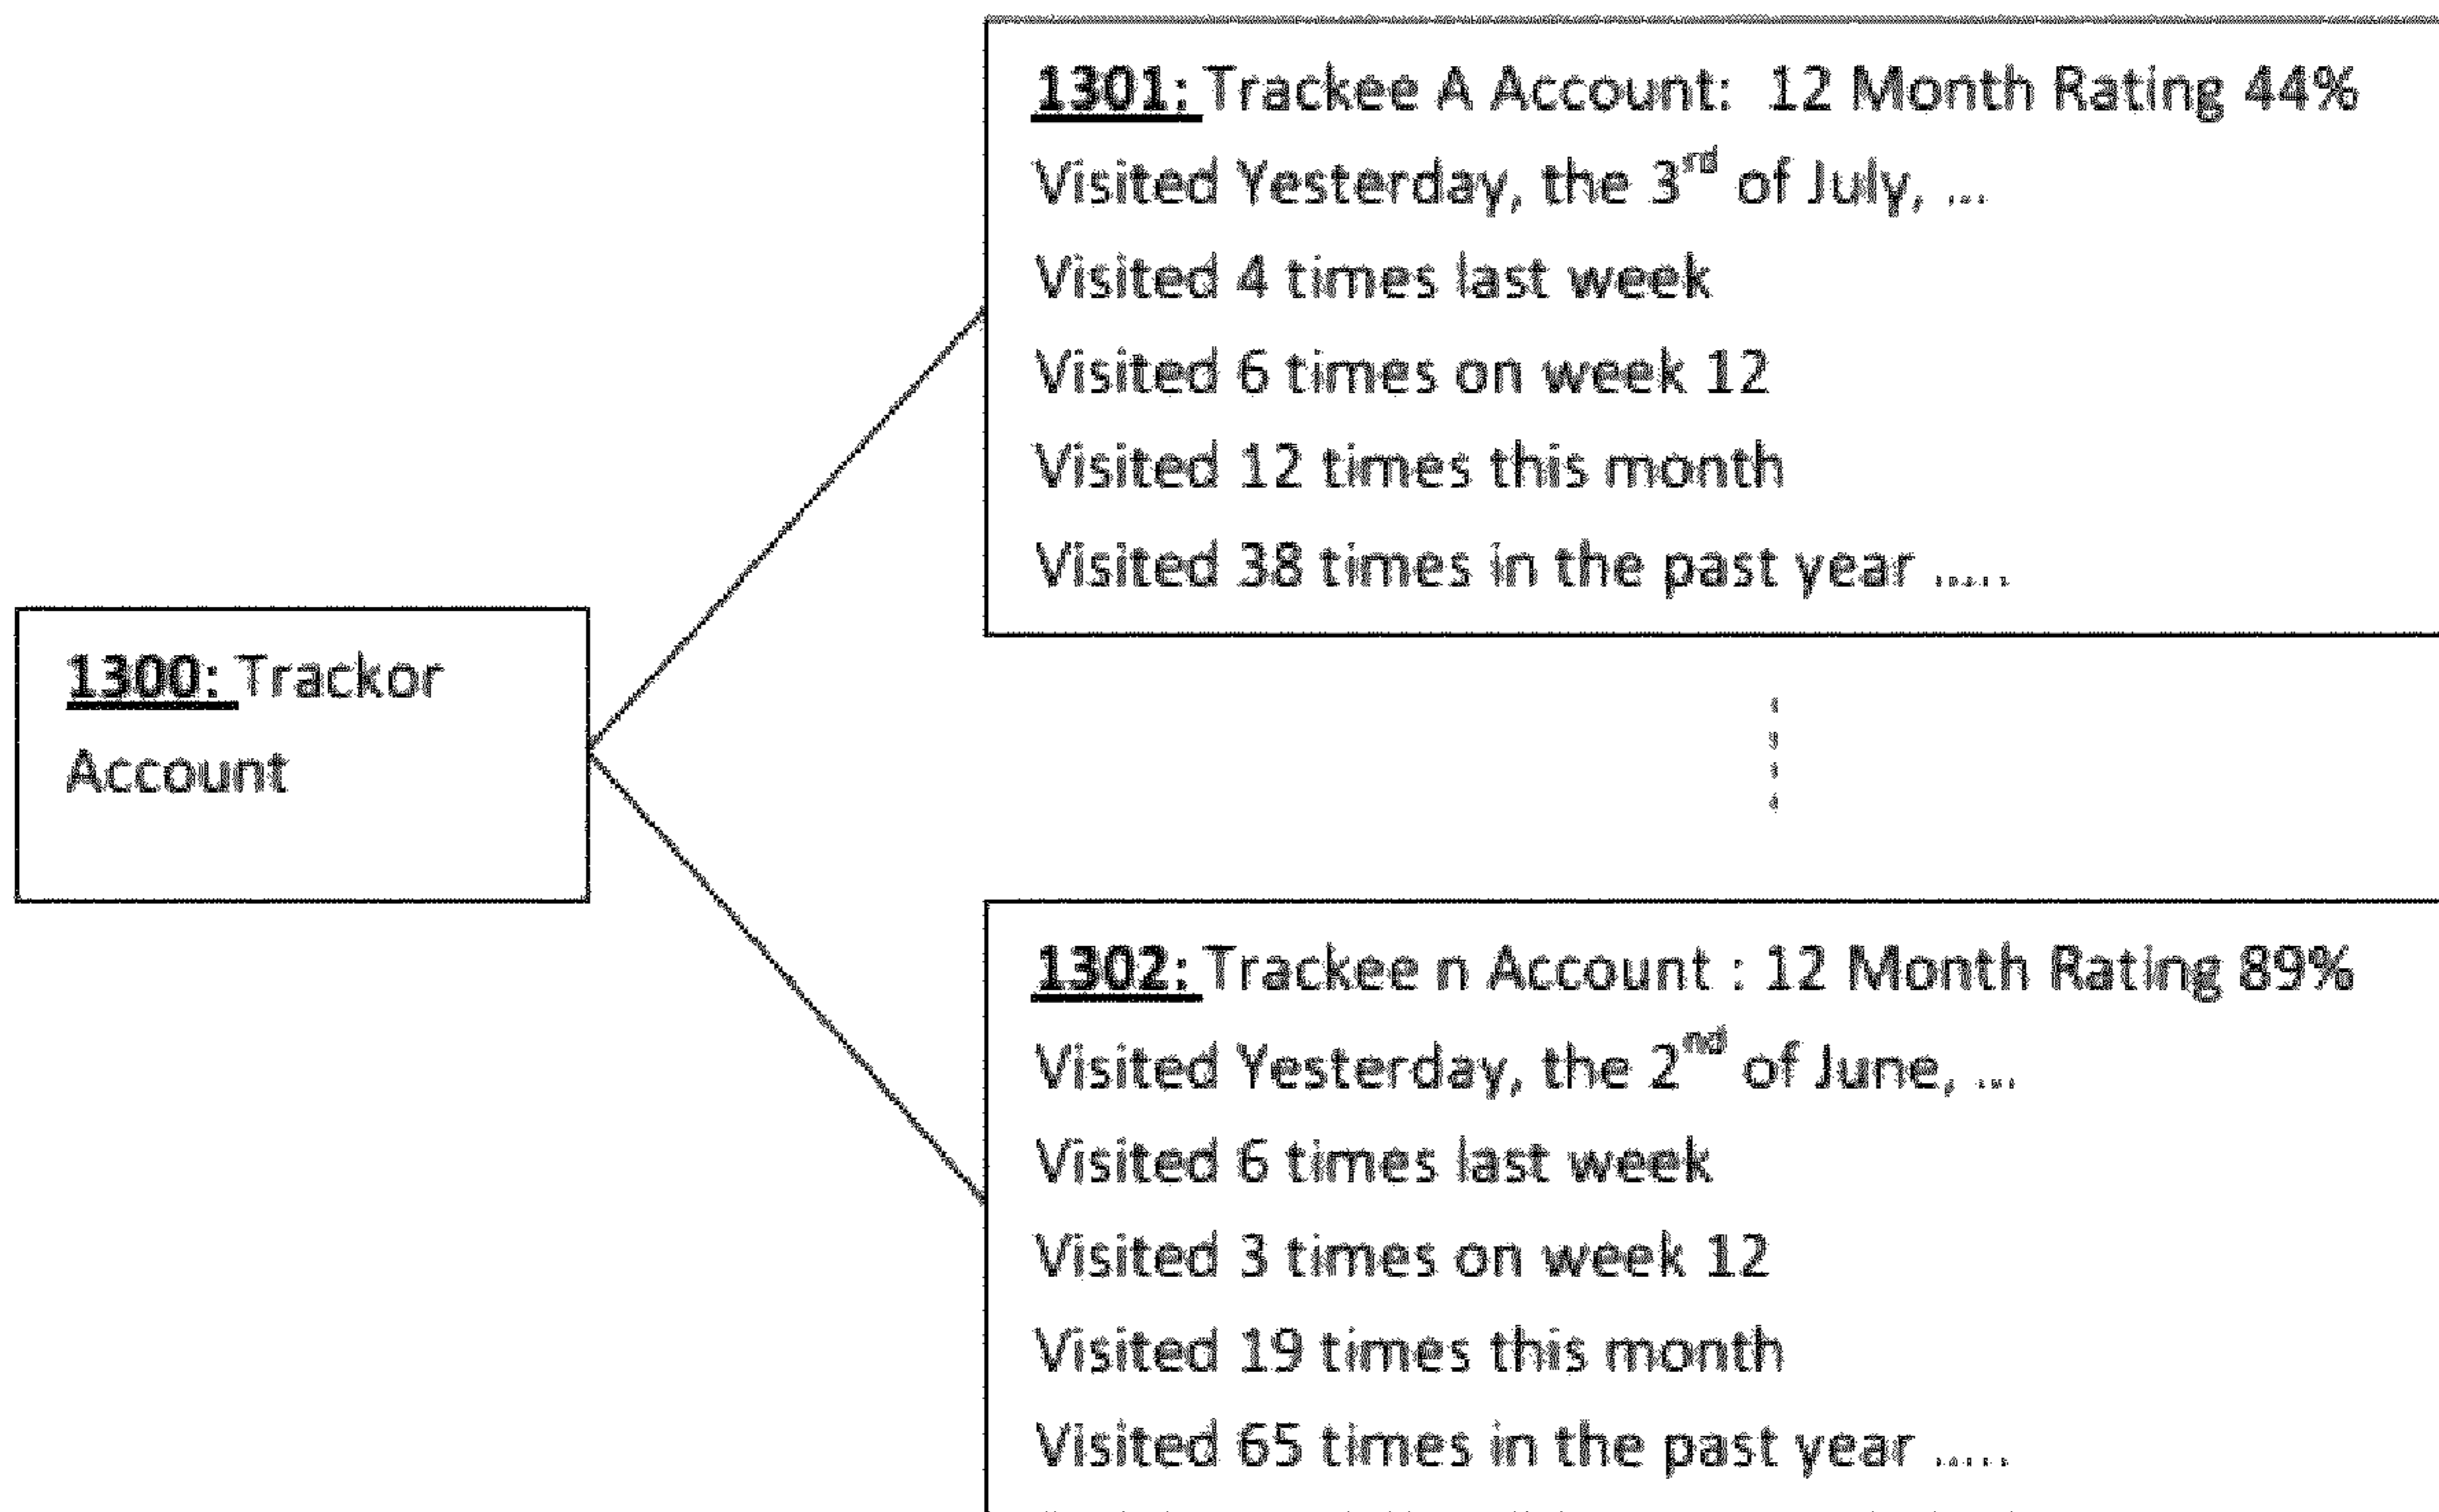 1301: Trackee A Account: 12 Month Rating 44%
Visited Yesterday, the 3rd of July, ...
Visited 4 times last week
Visited 6 times on week 12
Visited 12 times this month
Visited 38 times in the past year .....
1300: Trackor
Account
1302: Trackee n Account : 12 Month Rating 89%
Visited Yesterday, the 2nd of June, ...
Visited 6 times last week
Visited 3 times on week 12
Visited 19 times this month
Visited 65 times in the past year .....